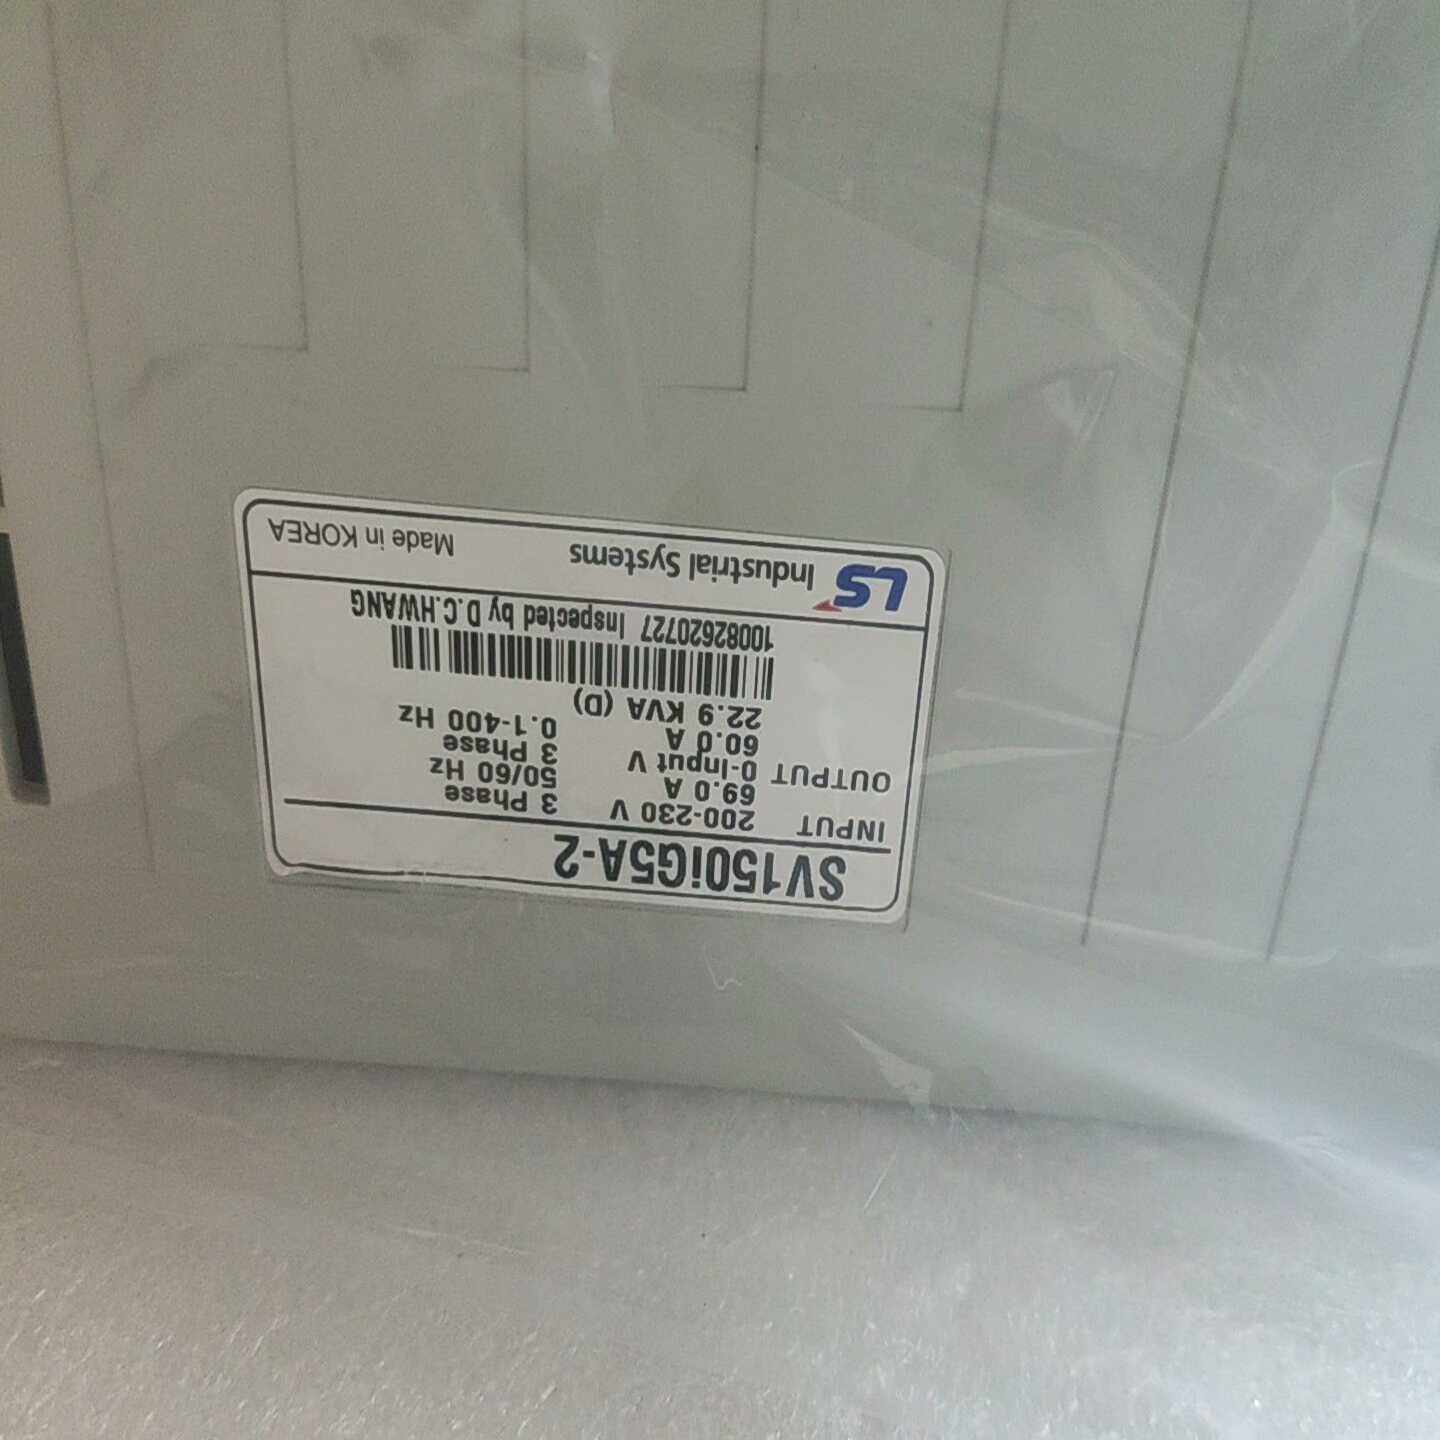 SV150iG5A-2
INPUT 200-230 V 3 Phase
69.0 A 50/60 Hz
OUTPUT 0-Input V 3 Phase
60.0 A 0.1-400 Hz
22.9 KVA (D)
10082620727 Inspected by D.C.HWANG
LS Industrial Systems Made in KOREA